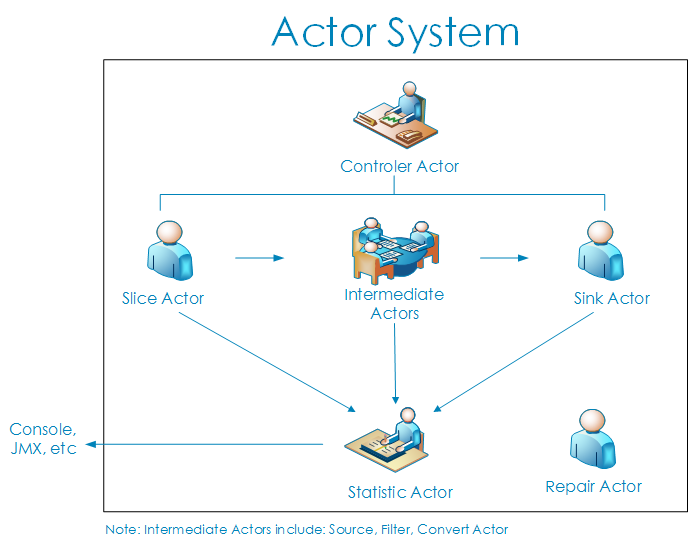 Actor System
Controler Actor
Slice Actor
Intermediate
Actors
Sink Actor
Console,
JMX, etc
Statistic Actor
Repair Actor
Note: Intermediate Actors include: Source, Filter, Convert Actor